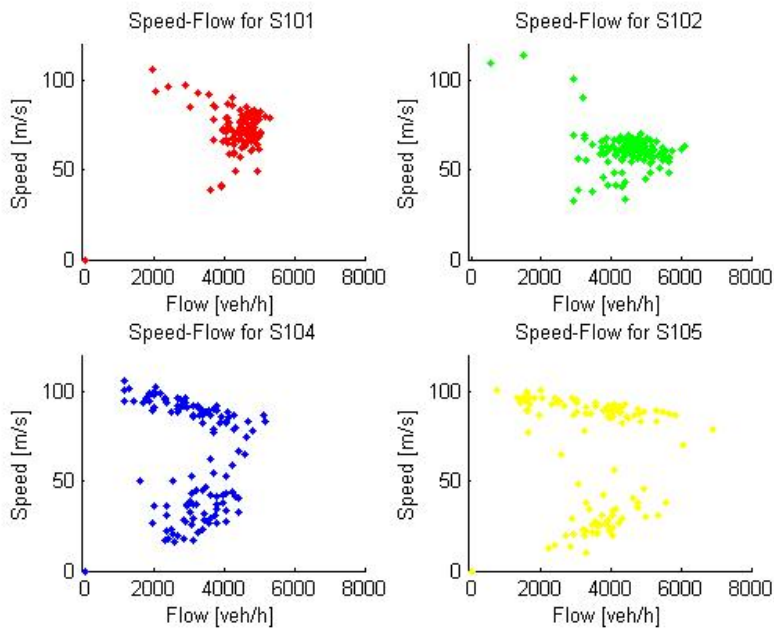 Speed-Flow for S101
Speed [m/s]
100
50
0
0 2000 4000 6000 8000
Flow [veh/h]
Speed-Flow for S102
Speed [m/s]
100
50
0
0 2000 4000 6000 8000
Flow [veh/h]
Speed-Flow for S104
Speed [m/s]
100
50
0
0 2000 4000 6000 8000
Flow [veh/h]
Speed-Flow for S105
Speed [m/s]
100
50
0
0 2000 4000 6000 8000
Flow [veh/h]